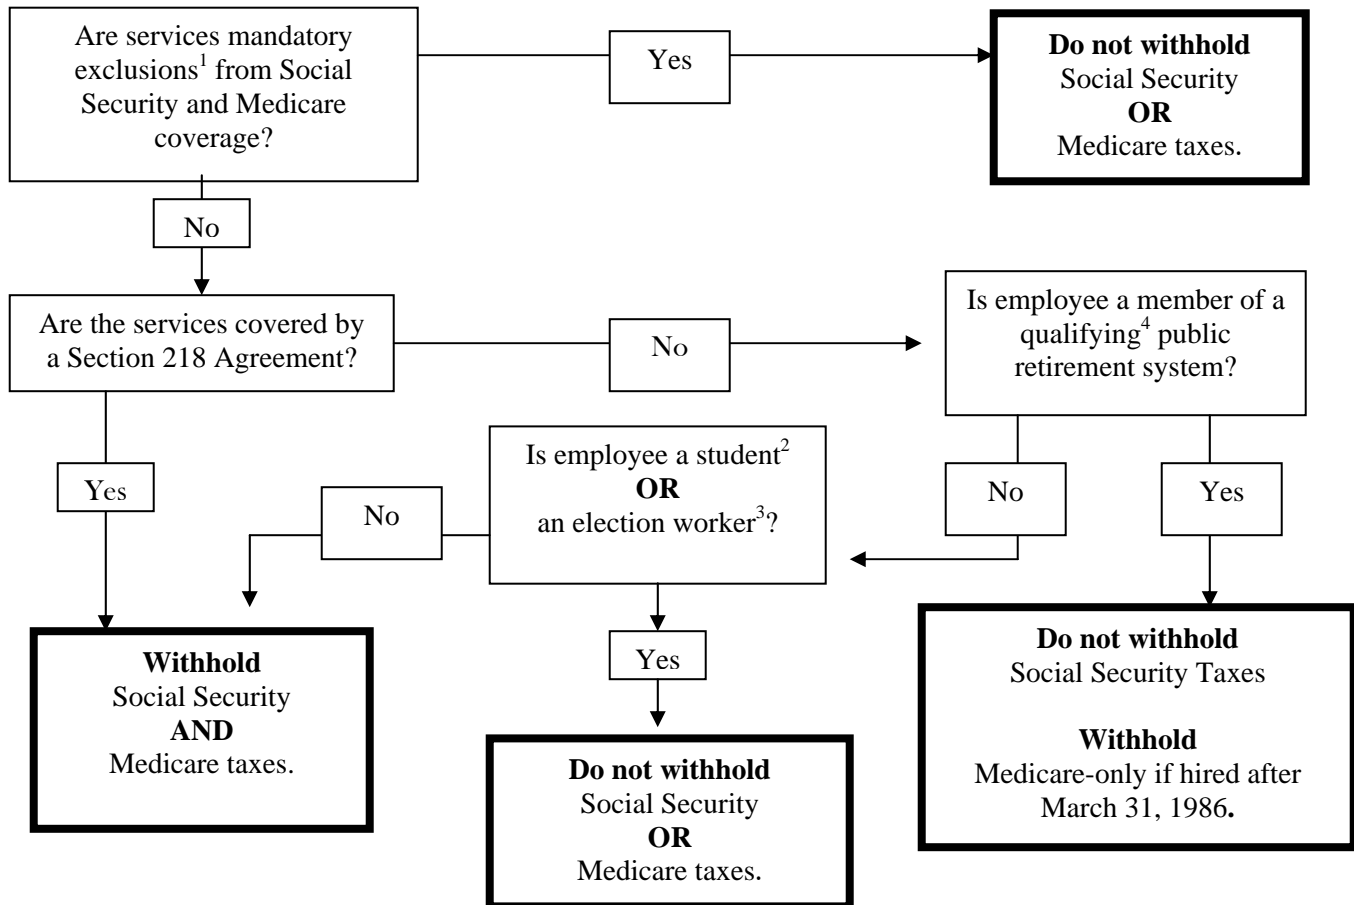 Are services mandatory
exclusions1 from Social
Security and Medicare
coverage?
Yes
Do not withhold
Social Security
OR
Medicare taxes.
No
Are the services covered by
a Section 218 Agreement?
No
Is employee a member of a
qualifying4 public
retirement system?
Yes
No
Is employee a student2
OR
an election worker3?
No
Yes
Withhold
Social Security
AND
Medicare taxes.
Yes
Do not withhold
Social Security
OR
Medicare taxes.
Do not withhold
Social Security Taxes
Withhold
Medicare-only if hired after
March 31, 1986.